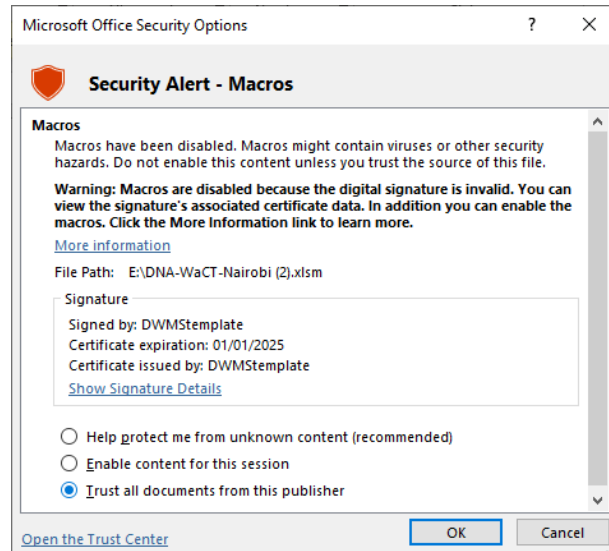 Microsoft Office Security Options
?
Security Alert - Macros
Macros
Macros have been disabled. Macros might contain viruses or other security
hazards. Do not enable this content unless you trust the source of this file.
Warning: Macros are disabled because the digital signature is invalid. You can
view the signature's associated certificate data. In addition you can enable the
macros. Click the More Information link to learn more.
More information
File Path: E:\DNA-WaCT-Nairobi (2).xlsm
Signature
Signed by: DWMStemplate
Certificate expiration: 01/01/2025
Certificate issued by: DWMStemplate
Show Signature Details
Help protect me from unknown content (recommended)
Enable content for this session
Trust all documents from this publisher
Open the Trust Center
OK
Cancel